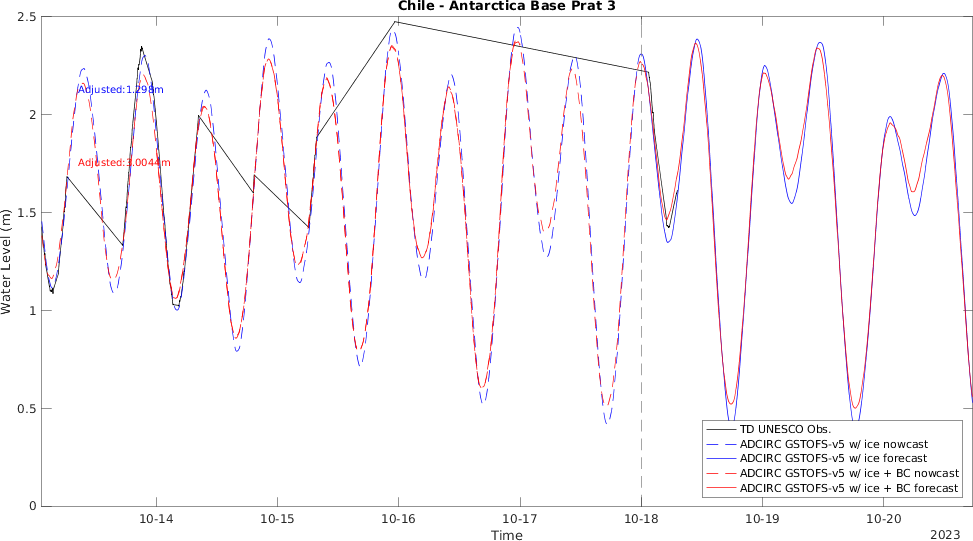 Chile - Antarctica Base Prat 3
2.5
2
1.5
1
0.5
0
Water Level (m)
Adjusted:1.298m
Adjusted:3.0044m
TD UNESCO Obs.
ADCIRC GSTOFS-v5 w/ ice nowcast
ADCIRC GSTOFS-v5 w/ ice forecast
ADCIRC GSTOFS-v5 w/ ice + BC nowcast
ADCIRC GSTOFS-v5 w/ ice + BC forecast
10-14 10-15 10-16 10-17 10-18 10-19 10-20
Time
2023